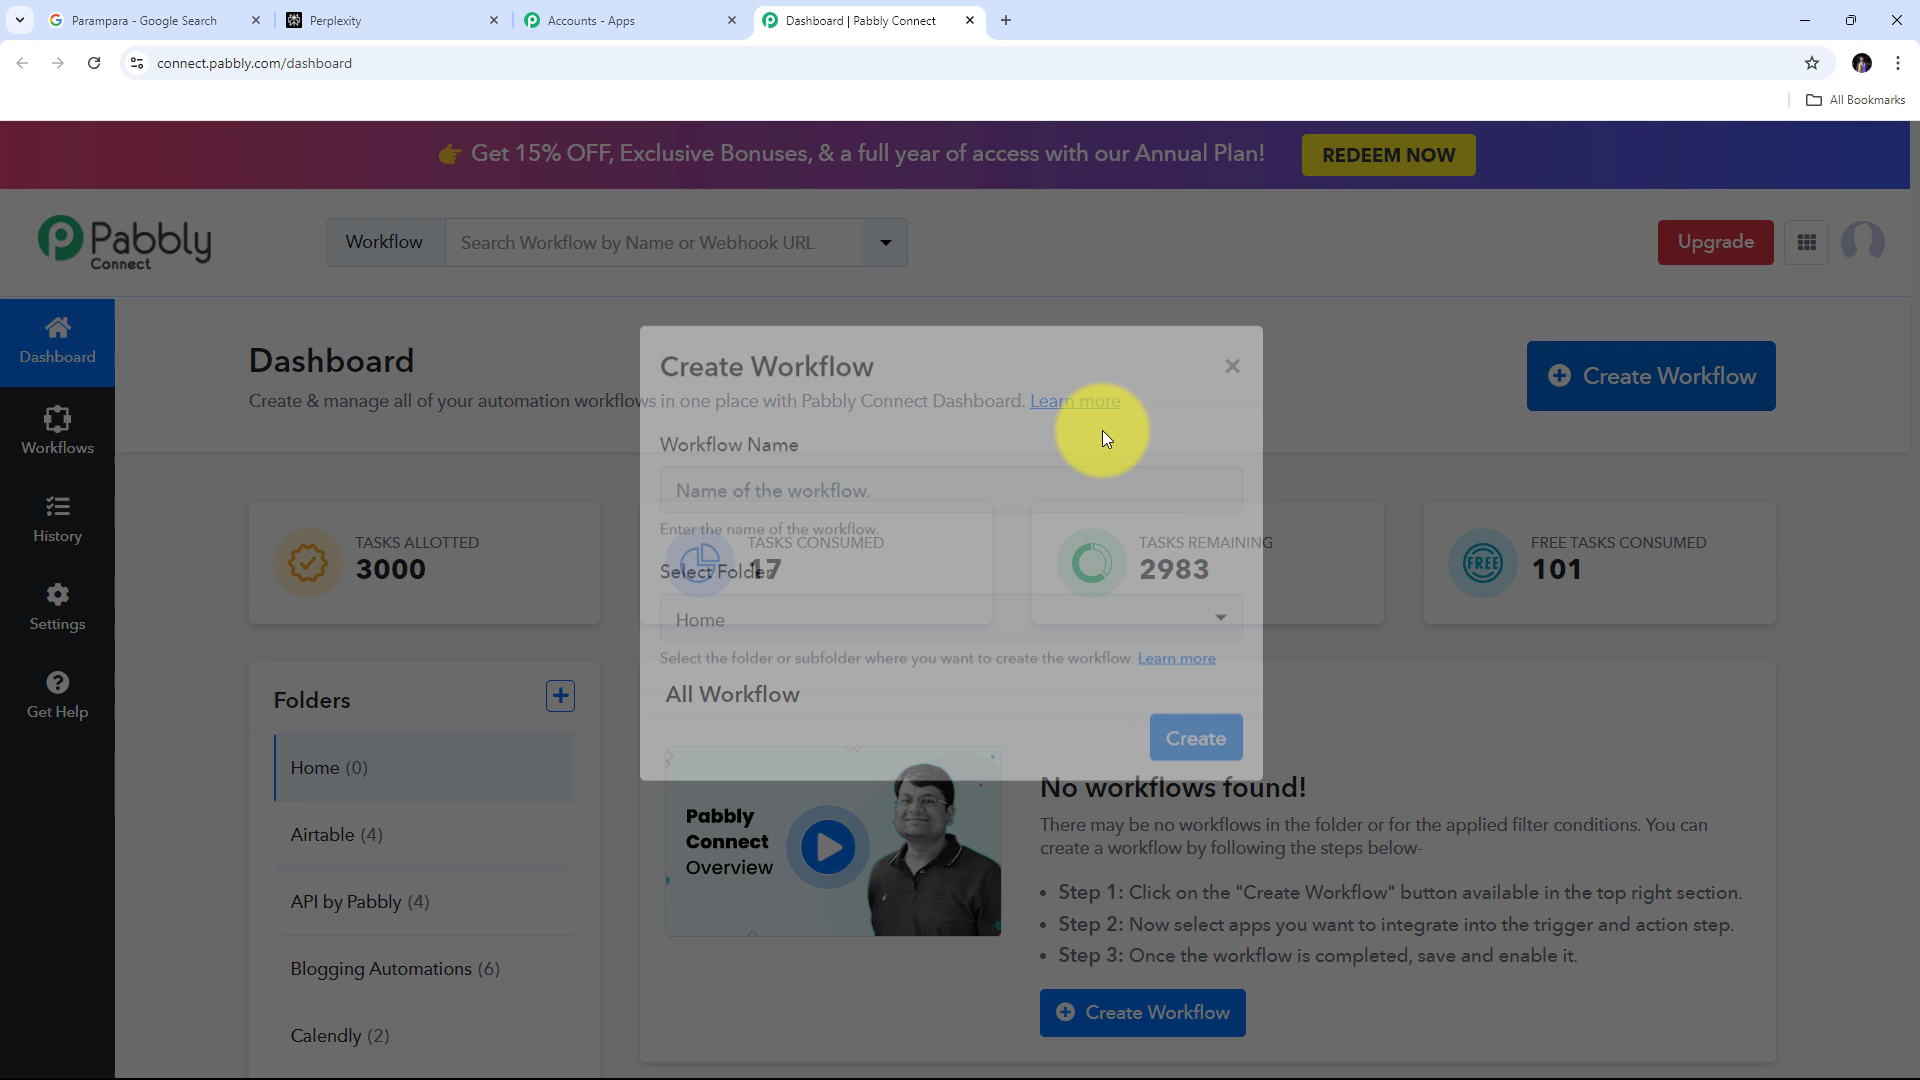 Parampara - Google Search
Perplexity
Accounts - Apps
Dashboard | Pabbly Connect
connect.pabbly.com/dashboard
All Bookmarks
👉 Get 15% OFF, Exclusive Bonuses, & a full year of access with our Annual Plan!
REDEEM NOW
Pabbly
Connect
Workflow
Search Workflow by Name or Webhook URL
Upgrade
Dashboard
Workflows
History
Settings
Get Help
Dashboard
Create & manage all of your automation workflows in one place with Pabbly Connect Dashboard. Learn more
Create Workflow
Create Workflow
Workflow Name
Name of the workflow.
Enter the name of the workflow.
Select Folder
Home
Select the folder or subfolder where you want to create the workflow. Learn more
Create
TASKS ALLOTTED
3000
TASKS CONSUMED
17
TASKS REMAINING
2983
FREE
FREE TASKS CONSUMED
101
Folders
Home (0)
Airtable (4)
API by Pabbly (4)
Blogging Automations (6)
Calendly (2)
All Workflow
Pabbly
Connect
Overview
No workflows found!
There may be no workflows in the folder or for the applied filter conditions. You can
create a workflow by following the steps below-
• Step 1: Click on the "Create Workflow" button available in the top right section.
• Step 2: Now select apps you want to integrate into the trigger and action step.
• Step 3: Once the workflow is completed, save and enable it.
Create Workflow